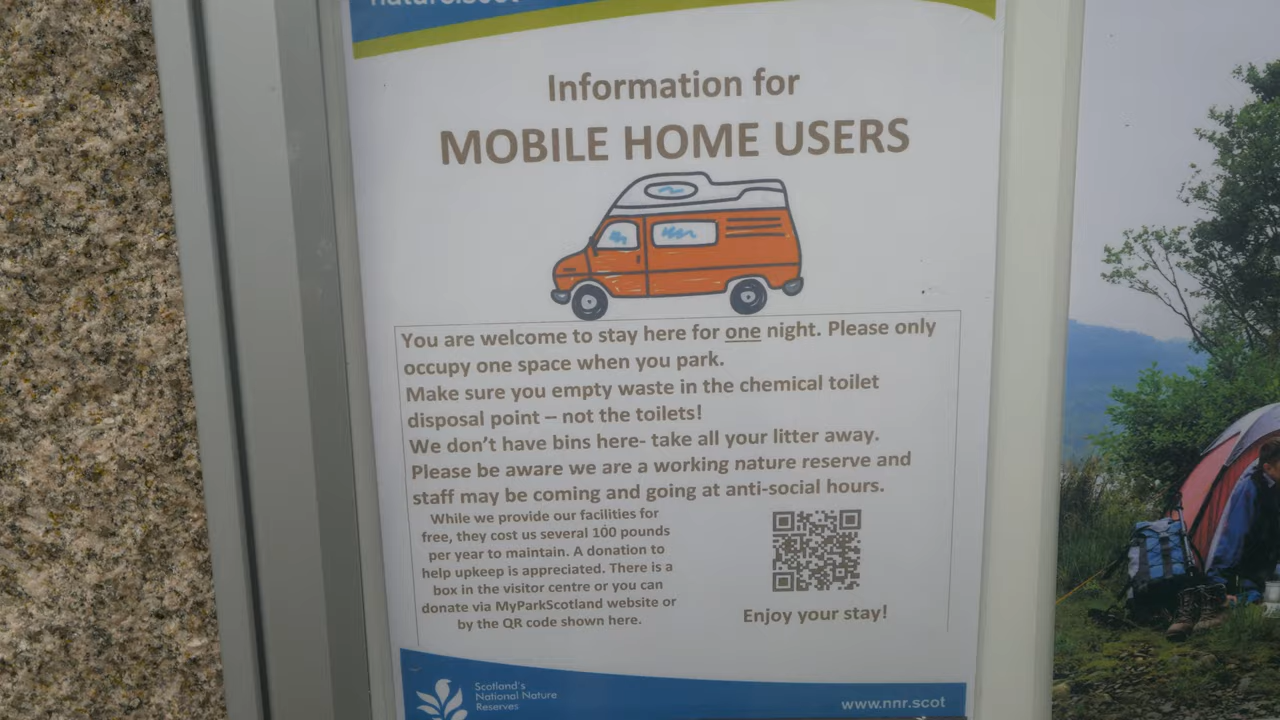 nature.scot
Information for
MOBILE HOME USERS
You are welcome to stay here for one night. Please only
occupy one space when you park.
Make sure you empty waste in the chemical toilet
disposal point – not the toilets!
We don't have bins here- take all your litter away.
Please be aware we are a working nature reserve and
staff may be coming and going at anti-social hours.
While we provide our facilities for
free, they cost us several 100 pounds
per year to maintain. A donation to
help upkeep is appreciated. There is a
box in the visitor centre or you can
donate via MyParkScotland website or
by the QR code shown here.
Enjoy your stay!
Scotland's
National Nature
Reserves
www.nnr.scot